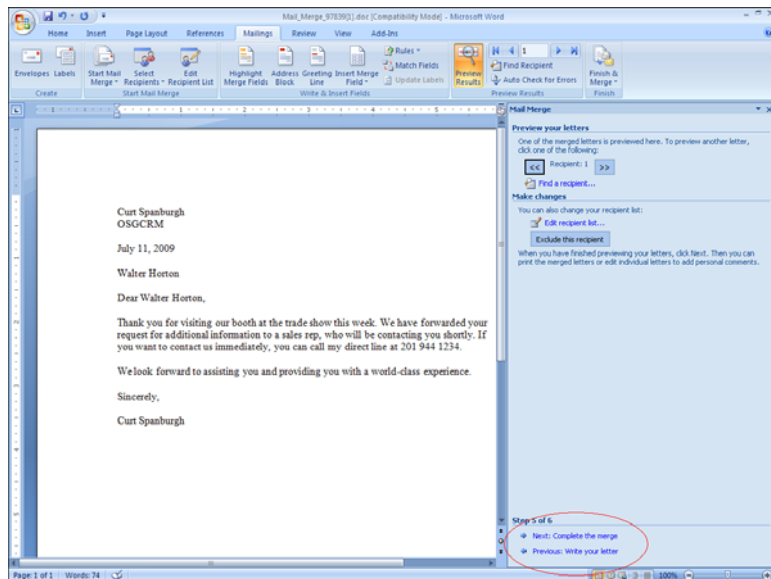 Mail_Merge_97839[1].doc [Compatibility Mode] - Microsoft Word
Home Insert Page Layout References Mailings Review View Add-Ins
Envelopes Labels
Create
Start Mail Merge
Select Recipients
Edit Recipient List
Start Mail Merge
Highlight Merge Fields
Address Block
Greeting Line
Insert Merge Field
Rules
Match Fields
Update Labels
Write & Insert Fields
Preview Results
1
Find Recipient
Auto Check for Errors
Preview Results
Finish & Merge
Finish
Curt Spanburgh
OSGCRM
July 11, 2009
Walter Horton
Dear Walter Horton,
Thank you for visiting our booth at the trade show this week. We have forwarded your
request for additional information to a sales rep, who will be contacting you shortly. If
you want to contact us immediately, you can call my direct line at 201 944 1234.
We look forward to assisting you and providing you with a world-class experience.
Sincerely,
Curt Spanburgh
Mail Merge
Preview your letters
One of the merged letters is previewed here. To preview another letter,
click one of the following:
<< Recipient: 1 >>
Find a recipient...
Make changes
You can also change your recipient list:
Edit recipient list...
Exclude this recipient
When you have finished previewing your letters, click Next. Then you can
print the merged letters or edit individual letters to add personal comments.
Step 5 of 6
Next: Complete the merge
Previous: Write your letter
Page: 1 of 1 Words: 74
100%